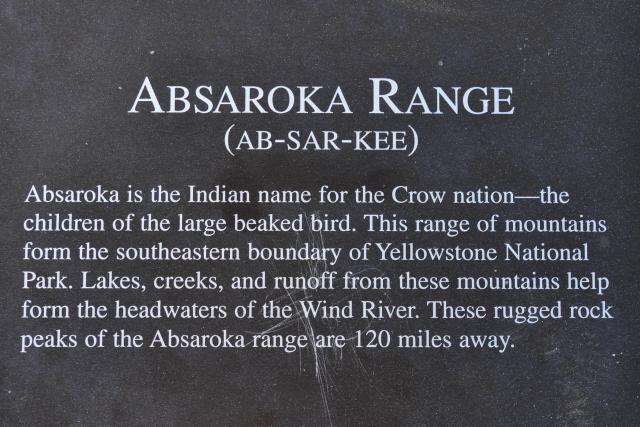 ABSAROKA RANGE
(AB-SAR-KEE)
Absaroka is the Indian name for the Crow nation—the
children of the large beaked bird. This range of mountains
form the southeastern boundary of Yellowstone National
Park. Lakes, creeks, and runoff from these mountains help
form the headwaters of the Wind River. These rugged rock
peaks of the Absaroka range are 120 miles away.